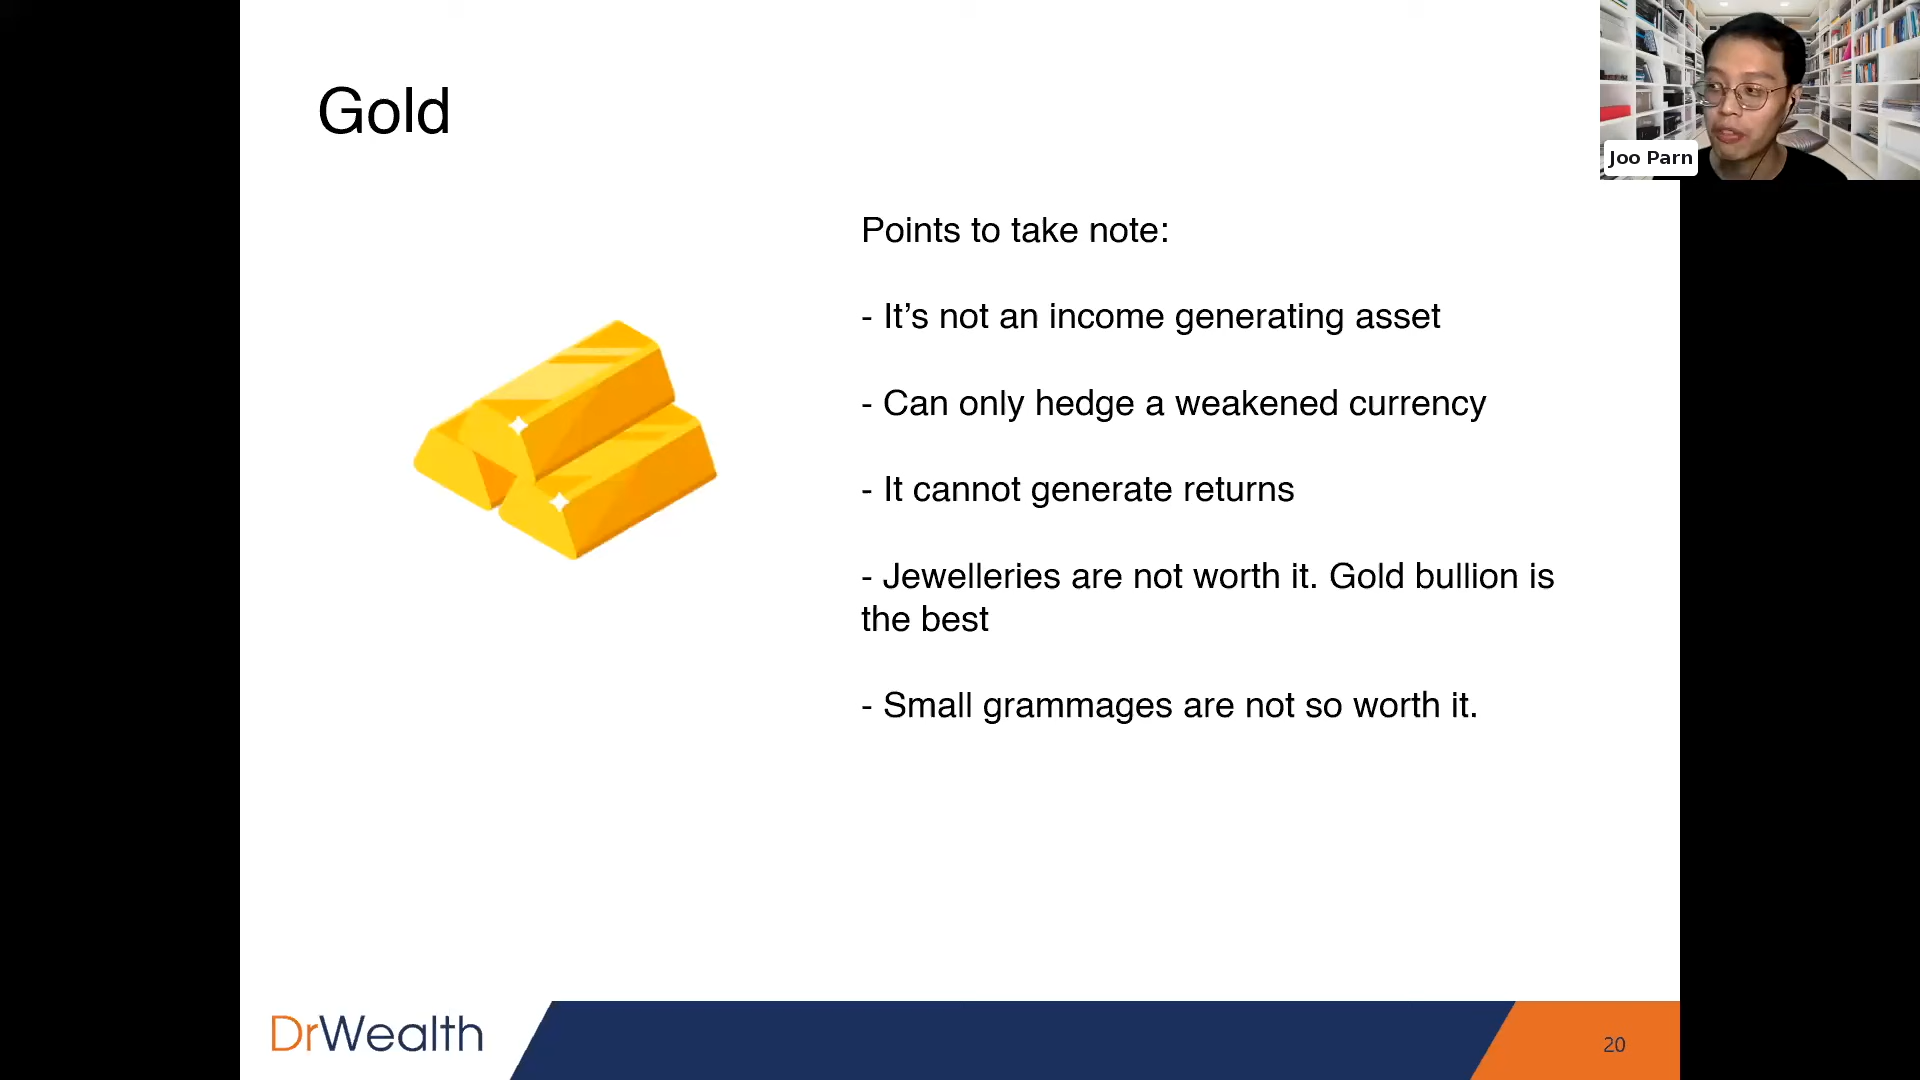 Gold
Joo Parn
Points to take note:
- It’s not an income generating asset
- Can only hedge a weakened currency
- It cannot generate returns
- Jewelleries are not worth it. Gold bullion is
the best
- Small grammages are not so worth it.
DrWealth
20